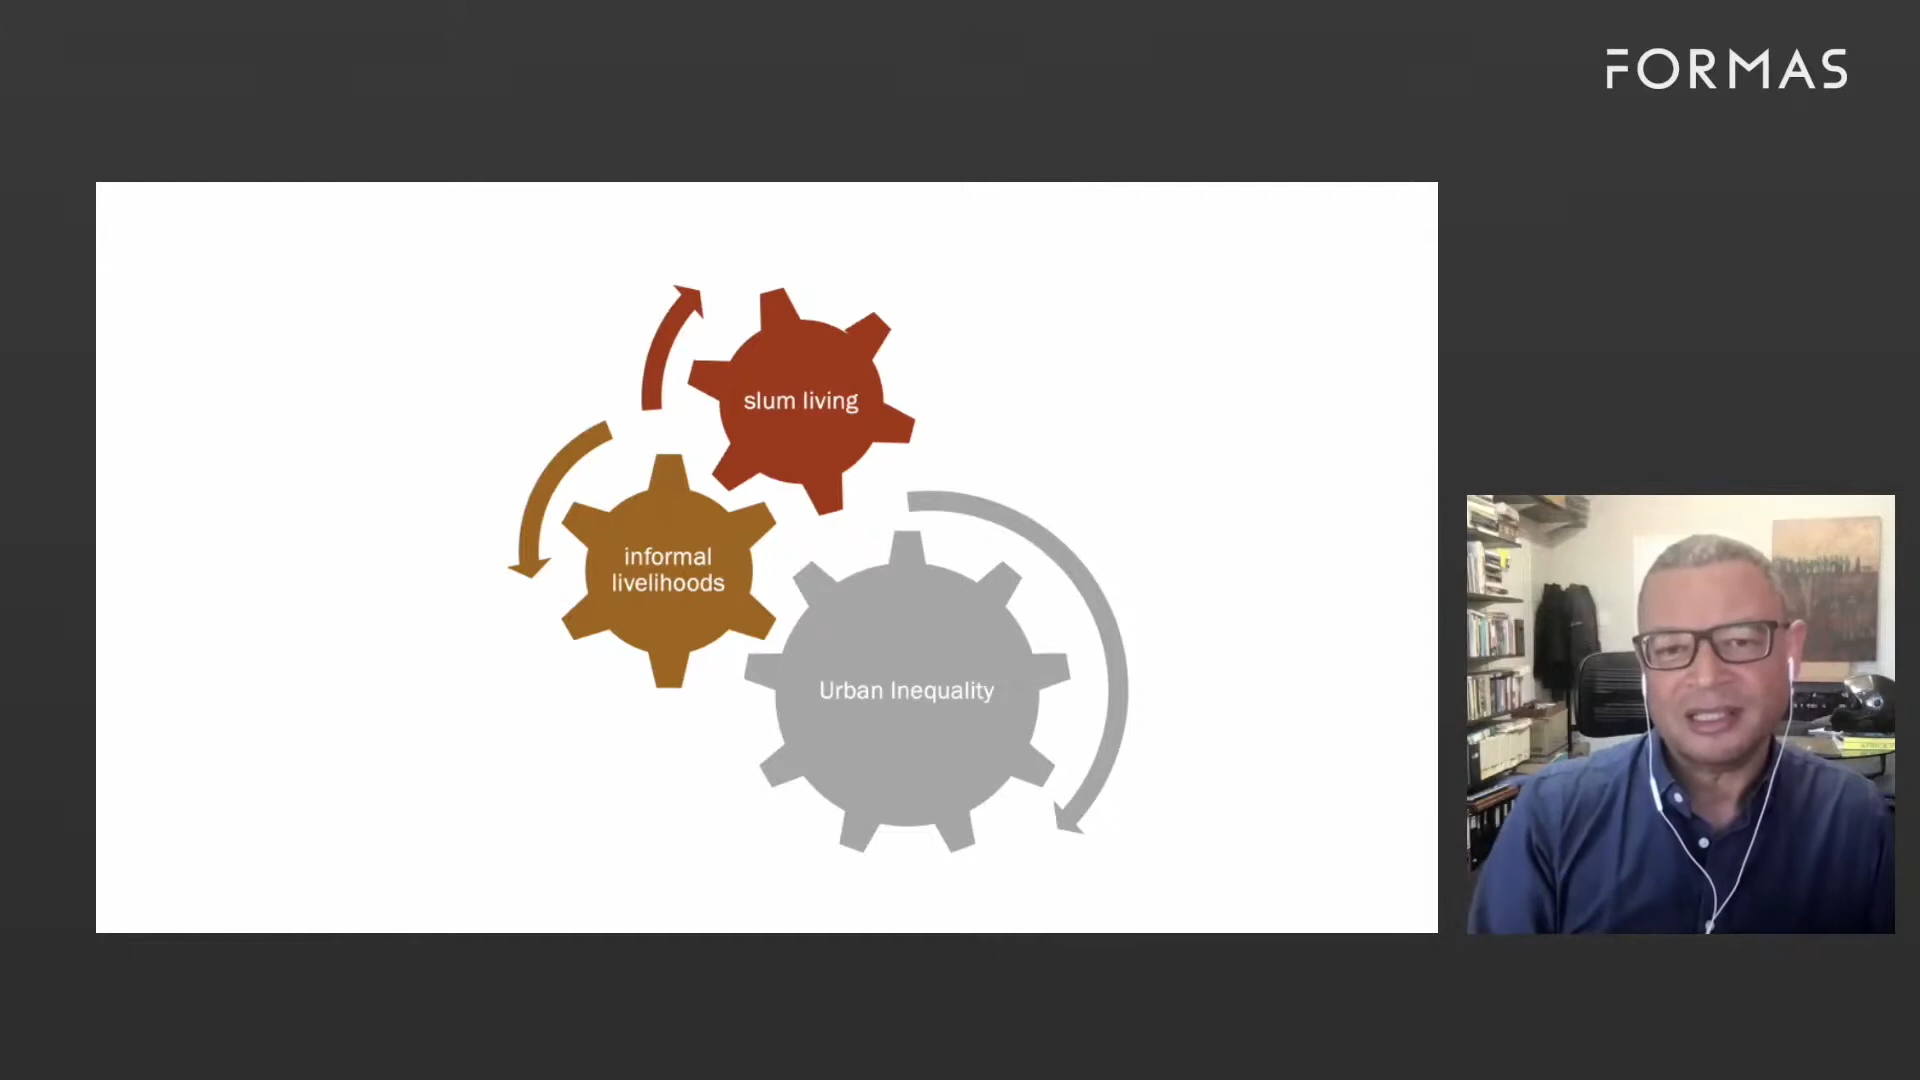 FORMAS
slum living
informal
livelihoods
Urban Inequality